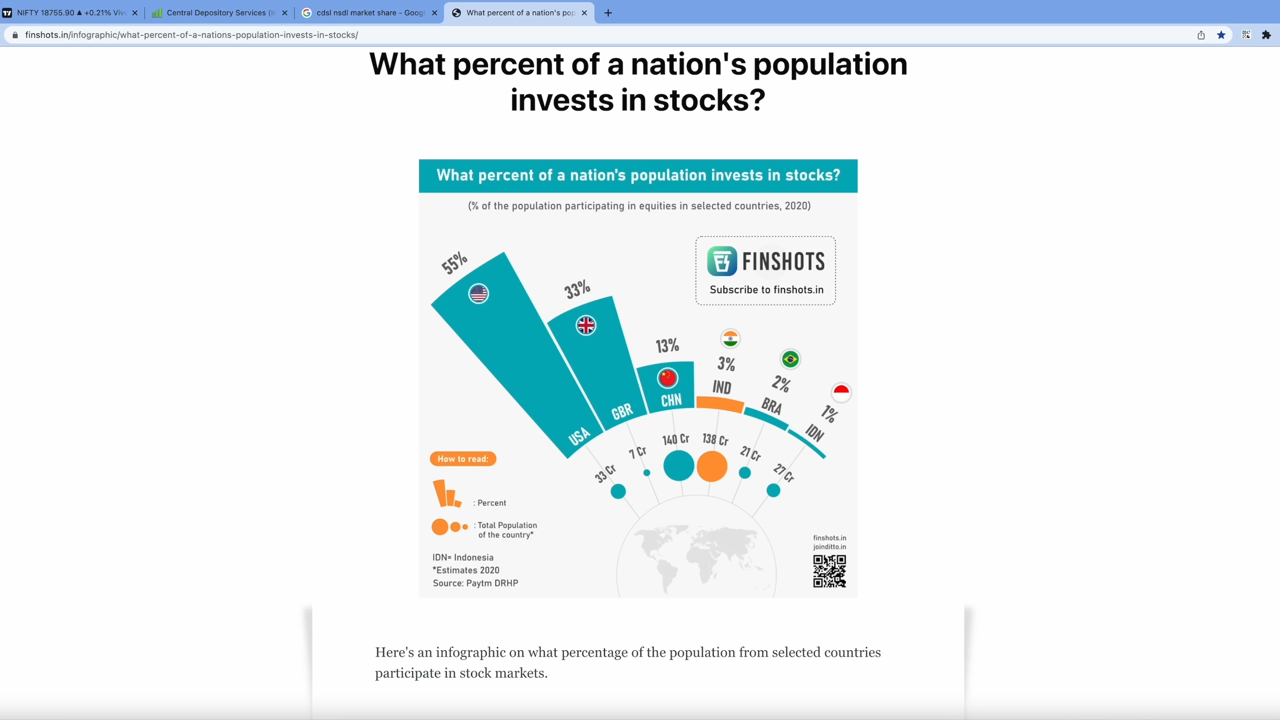 NIFTY 18755.90 ▲ +0.21%
Central Depository Services (
cdsl nsdl market share - Goog
What percent of a nation's pop
finshots.in/infographic/what-percent-of-a-nations-population-invests-in-stocks/
What percent of a nation's population
invests in stocks?
What percent of a nation's population invests in stocks?
(% of the population participating in equities in selected countries, 2020)
FINSHOTS
Subscribe to finshots.in
55%
33%
13%
3%
2%
1%
USA
GBR
CHN
IND
BRA
IDN
33 Cr
7 Cr
140 Cr
138 Cr
21 Cr
27 Cr
How to read:
: Percent
: Total Population
of the country*
IDN= Indonesia
*Estimates 2020
Source: Paytm DRHP
finshots.in
joinditto.in
Here's an infographic on what percentage of the population from selected countries
participate in stock markets.